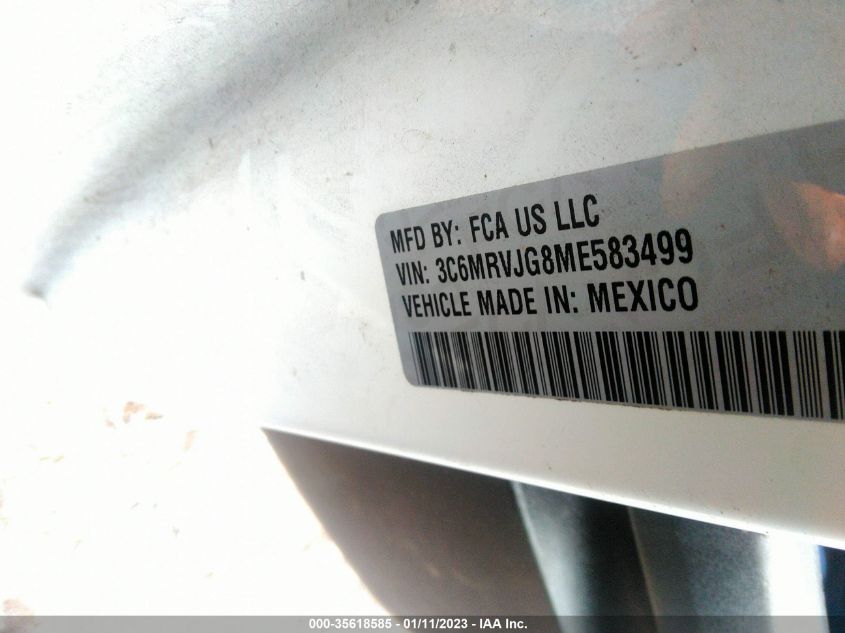 MFD BY: FCA US LLC
VIN: 3C6MRVJG8ME583499
VEHICLE MADE IN: MEXICO
000-35618585 - 01/11/2023 - IAA Inc.